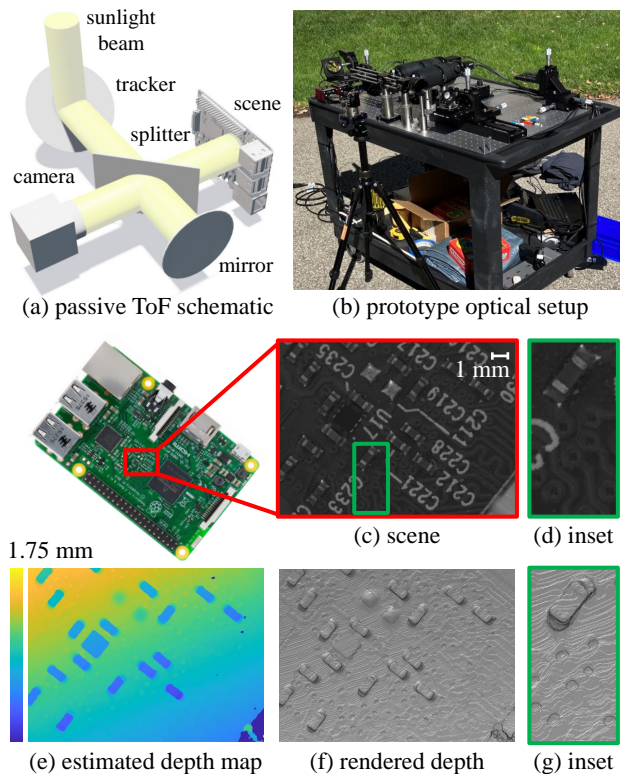 sunlight
beam
tracker
scene
splitter
camera
mirror
(a) passive ToF schematic
(b) prototype optical setup
C235
C217
C216
1 mm
C219
C211
U17
C228
C212
C221
C233
(c) scene
(d) inset
1.75 mm
(e) estimated depth map
(f) rendered depth
(g) inset